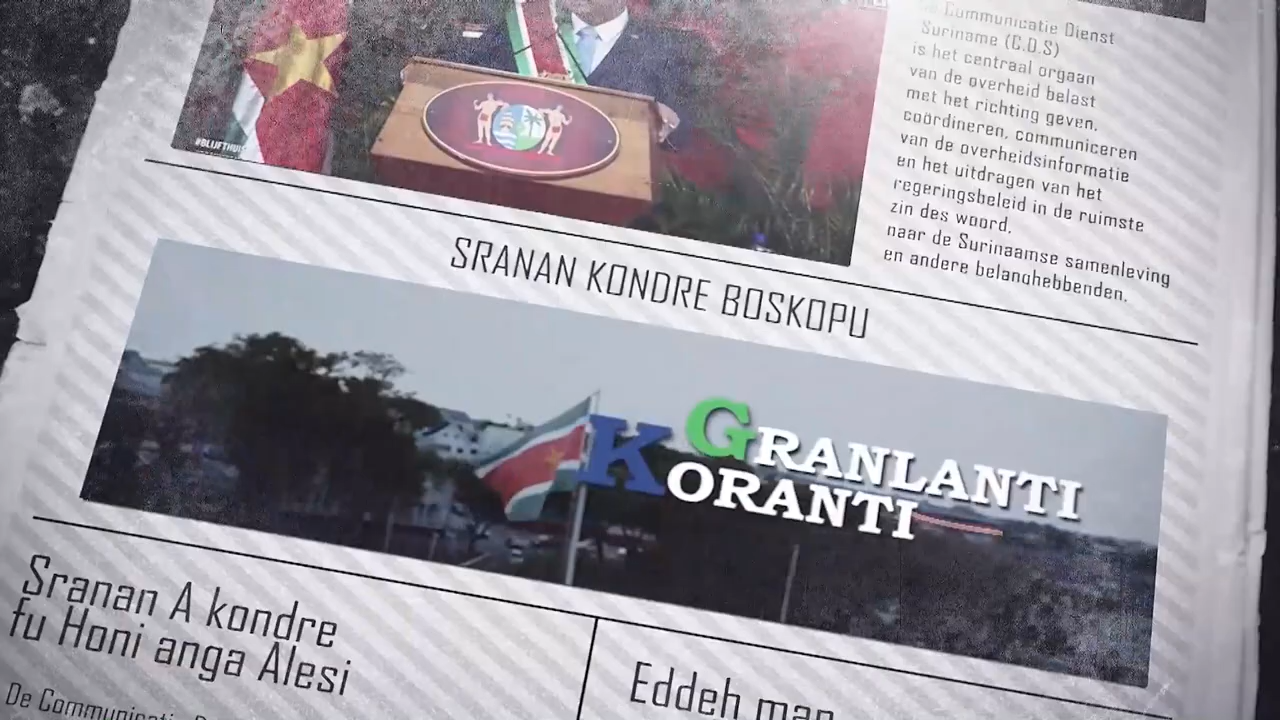 #BLIJFTHUIS
Communicatie Dienst
Suriname (C.D.S)
is het centraal orgaan
van de overheid belast
met het richting geven,
coördineren, communiceren
van de overheidsinformatie
en het uitdragen van het
regeringsbeleid in de ruimste
zin des woord,
naar de Surinaamse samenleving
en andere belanghebbenden.
SRANAN KONDRE BOSKOPU
GRANLANTI
KORANTI
Sranan A kondre
fu Honi anga Alesi
De
Eddeh man